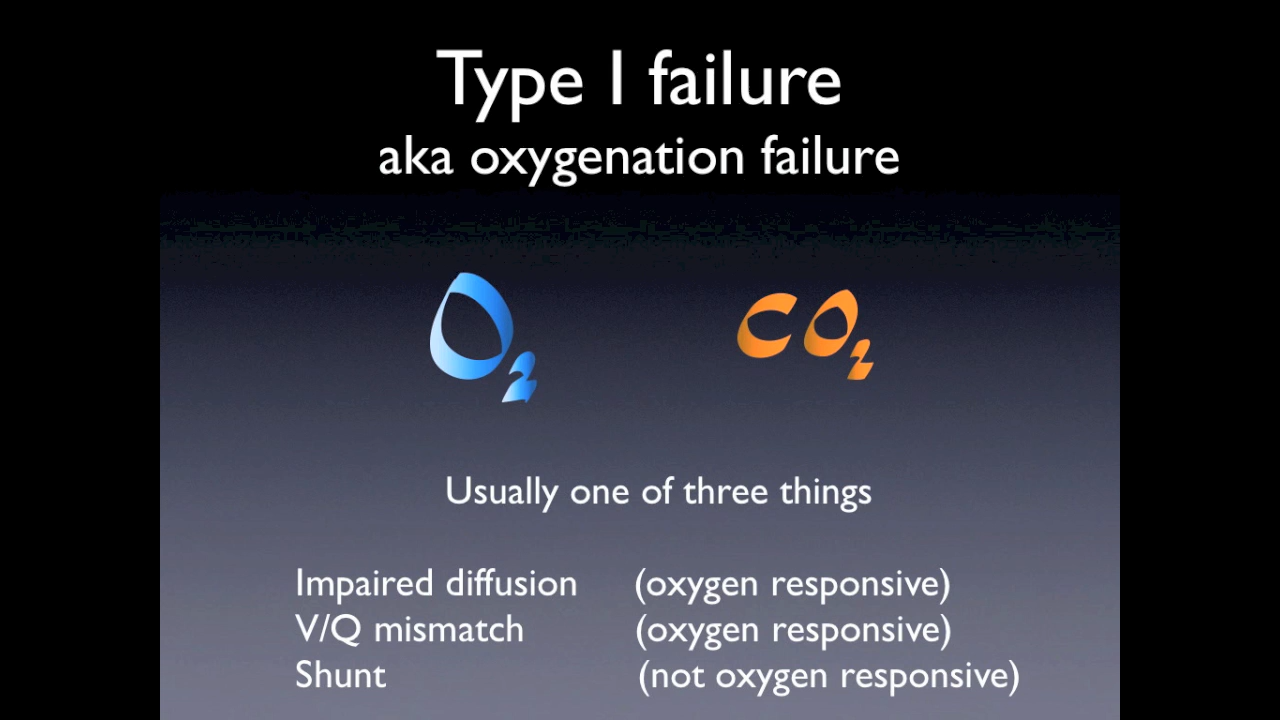 Type I failure
aka oxygenation failure
O2 CO2
Usually one of three things
Impaired diffusion (oxygen responsive)
V/Q mismatch (oxygen responsive)
Shunt (not oxygen responsive)